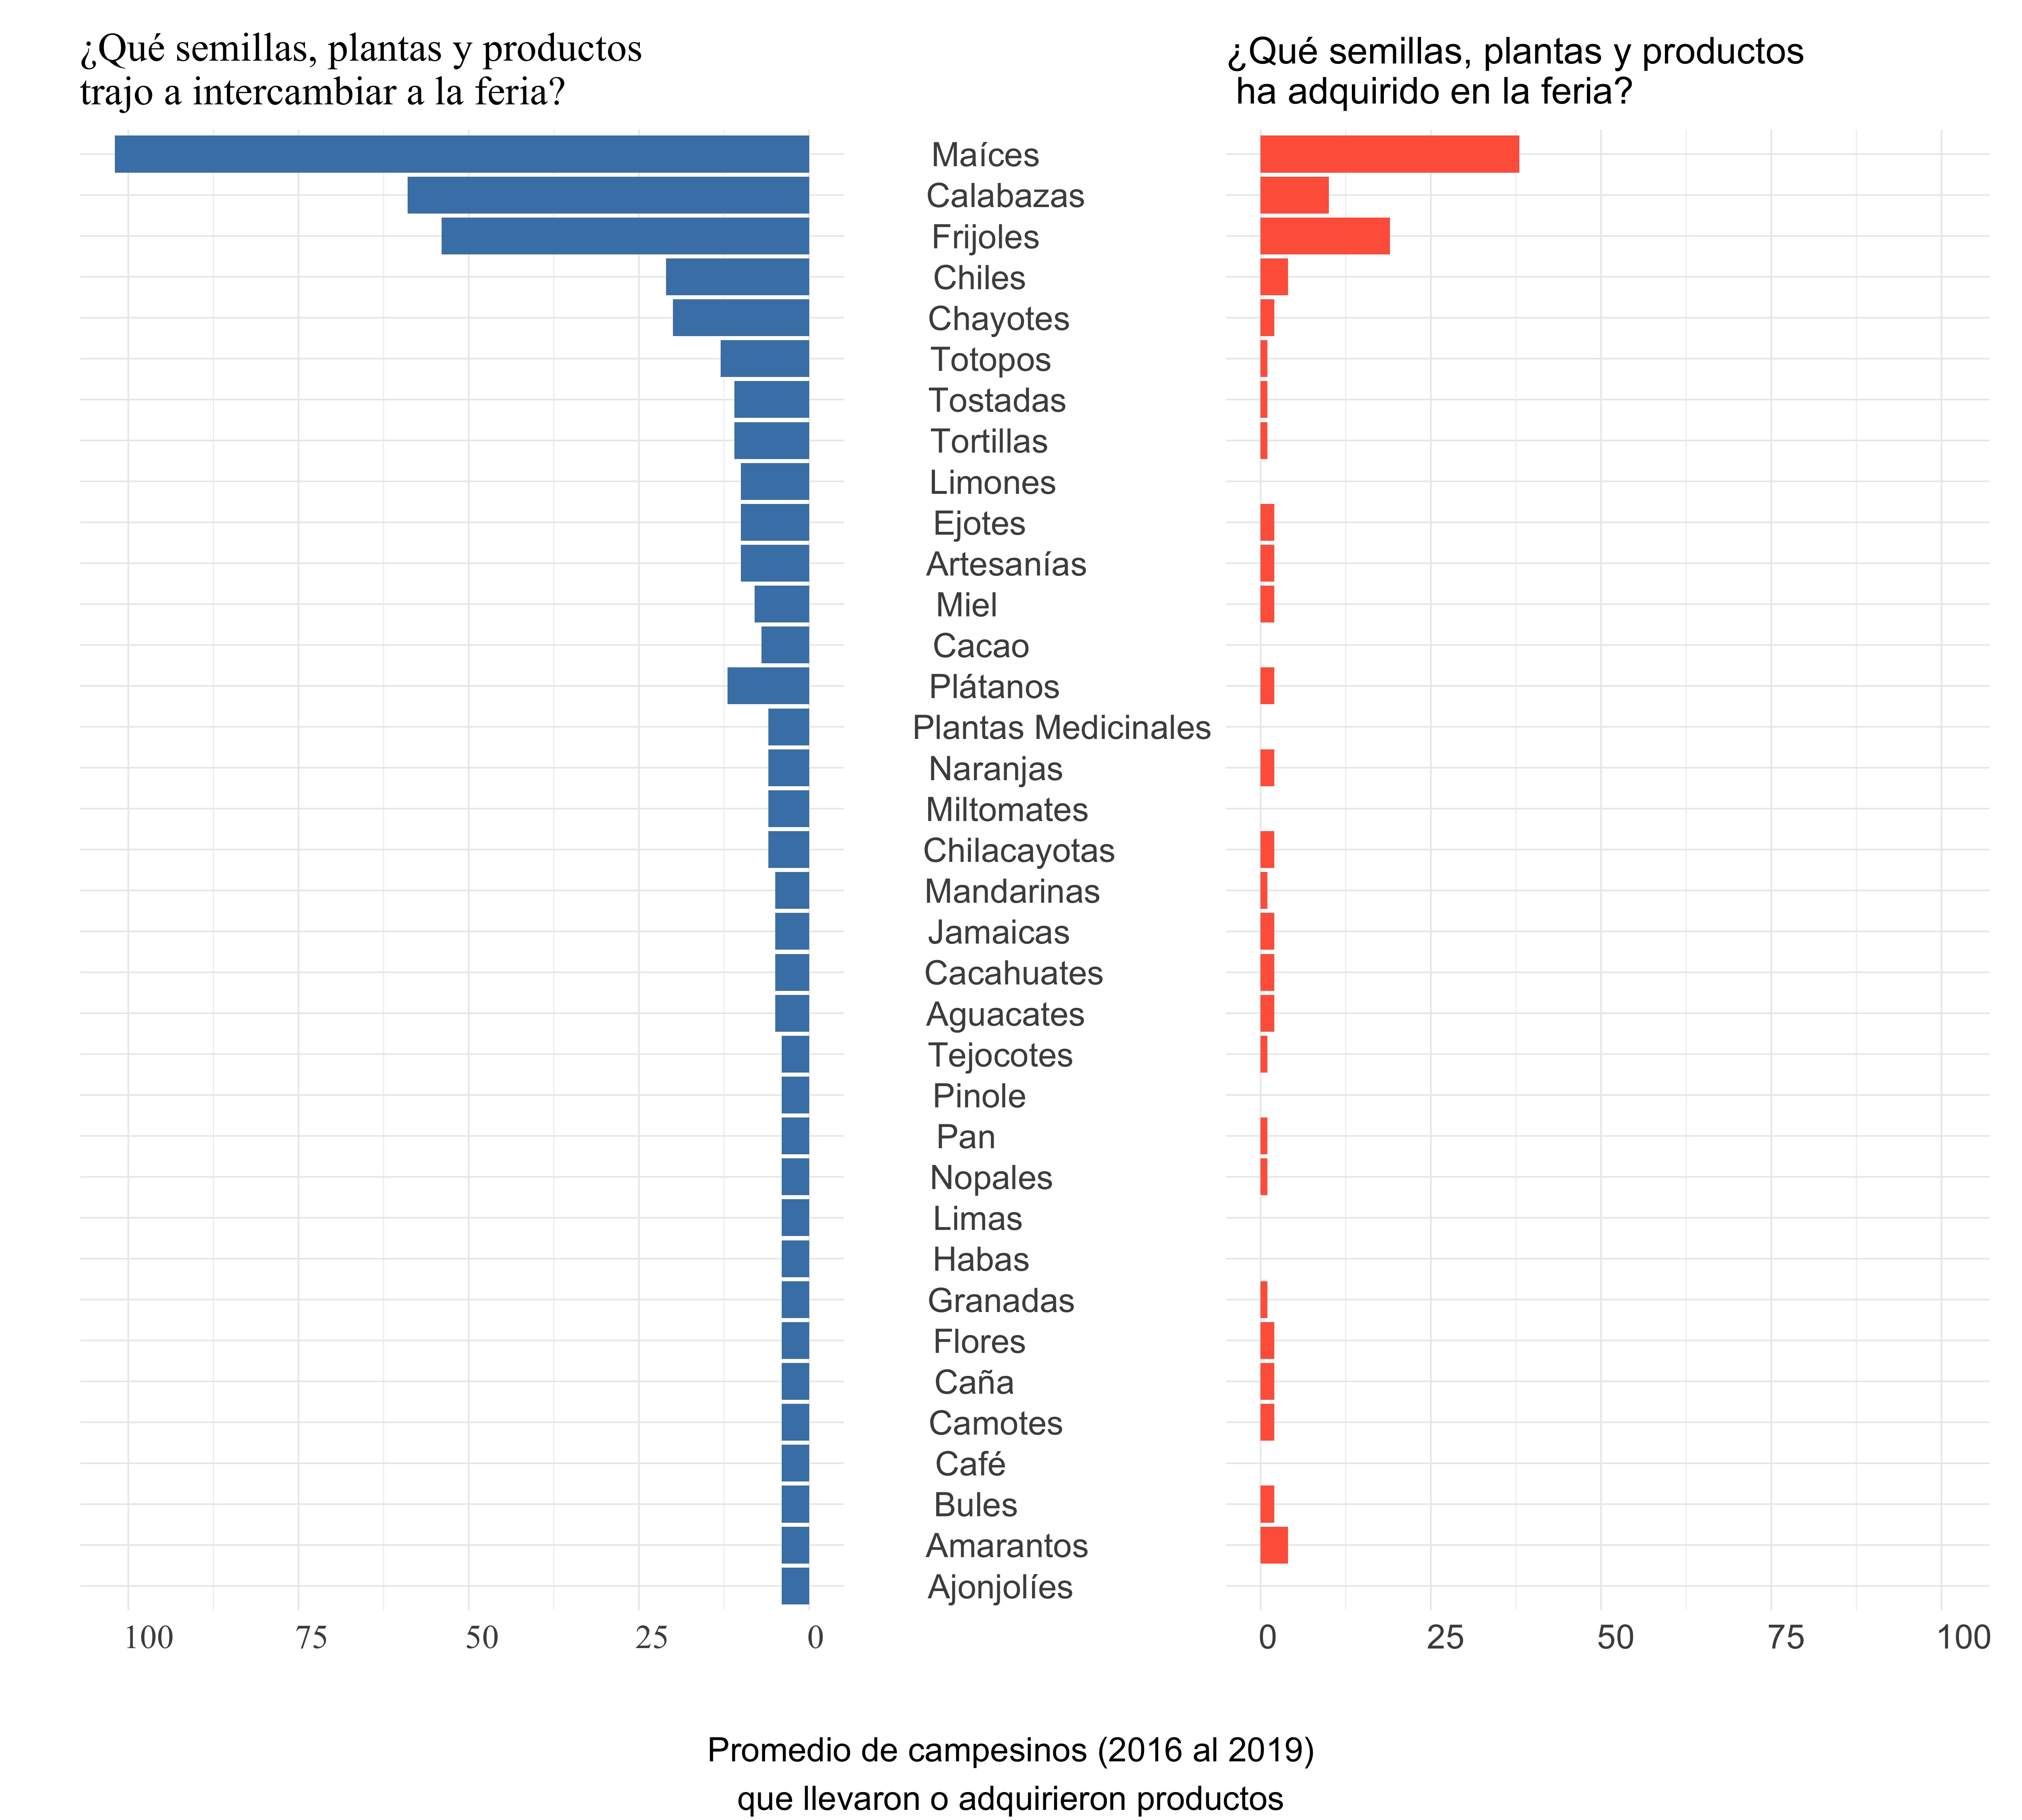 ¿Qué semillas, plantas y productos
trajo a intercambiar a la feria?
¿Qué semillas, plantas y productos
ha adquirido en la feria?
Maíces
Calabazas
Frijoles
Chiles
Chayotes
Totopos
Tostadas
Tortillas
Limones
Ejotes
Artesanías
Miel
Cacao
Plátanos
Plantas Medicinales
Naranjas
Miltomates
Chilacayotas
Mandarinas
Jamaicas
Cacahuates
Aguacates
Tejocotes
Pinole
Pan
Nopales
Limas
Habas
Granadas
Flores
Caña
Camotes
Café
Bules
Amarantos
Ajonjolíes
100 75 50 25 0
0 25 50 75 100
Promedio de campesinos (2016 al 2019)
que llevaron o adquirieron productos